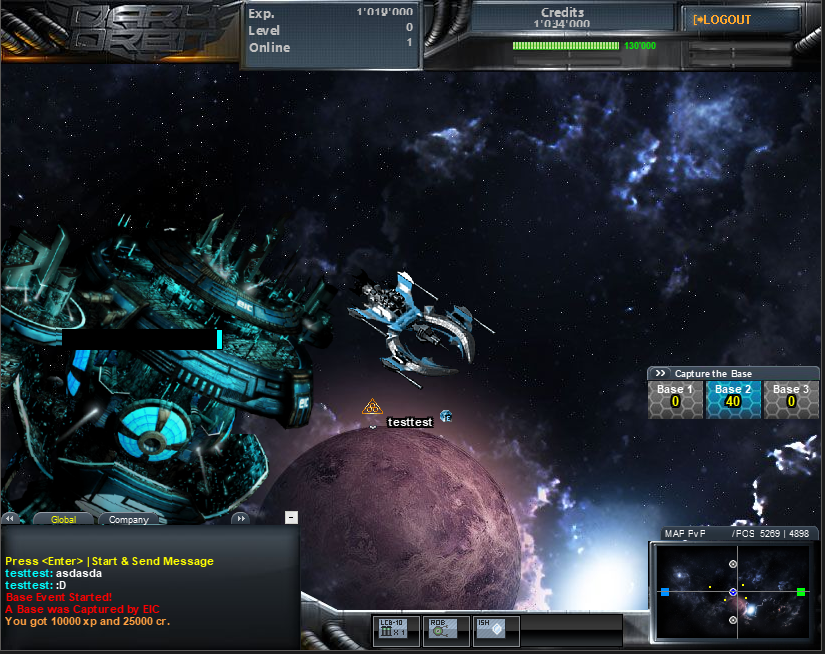 DARK
ORBIT
Exp. 1'019'000
Level 0
Online 1
Credits
LOGOUT
130'000
EIC
testtest
Capture the Base
Base 1 Base 2 Base 3
0 40 0
Global Company
Press <Enter> | Start & Send Message
testtest: asdasda
testtest: :D
Base Event Started!
A Base was Captured by EIC
You got 10000 xp and 25000 cr.
MAP PvP /POS 5269 | 4898
LCB-10 X 1
ROB
ISH